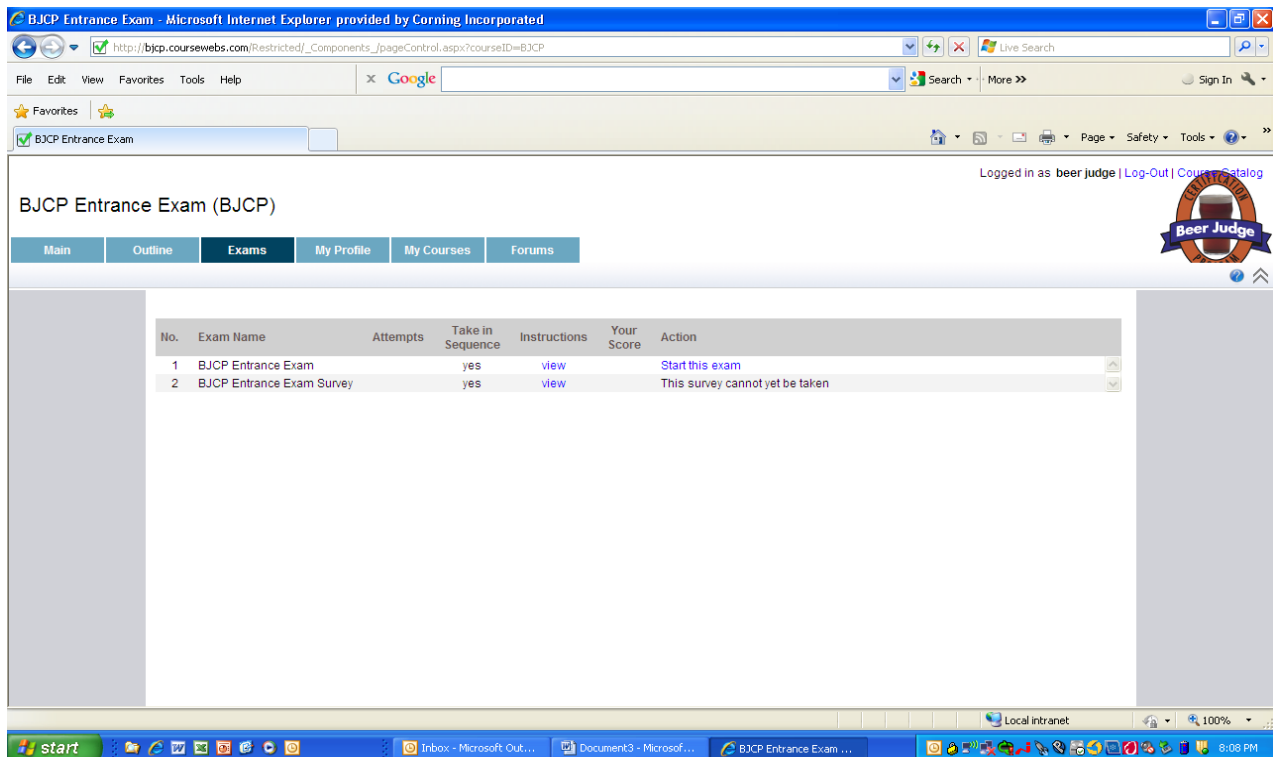 BJCP Entrance Exam - Microsoft Internet Explorer provided by Corning Incorporated
http://bjcp.coursewebs.com/Restricted/_Components_/pageControl.aspx?courseID=BJCP
Live Search
File Edit View Favorites Tools Help
x Google
Search
More >>
Sign In
Favorites
BJCP Entrance Exam
Page Safety Tools
Logged in as beer judge | Log-Out | Course Catalog
BJCP Entrance Exam (BJCP)
CERTIFICATION
Beer Judge
PROGRAM
Main Outline Exams My Profile My Courses Forums
No. Exam Name Attempts Take in Sequence Instructions Your Score Action
1 BJCP Entrance Exam yes view Start this exam
2 BJCP Entrance Exam Survey yes view This survey cannot yet be taken
Local intranet 100%
start Inbox - Microsoft Out... Document3 - Microsof... BJCP Entrance Exam ... 8:08 PM